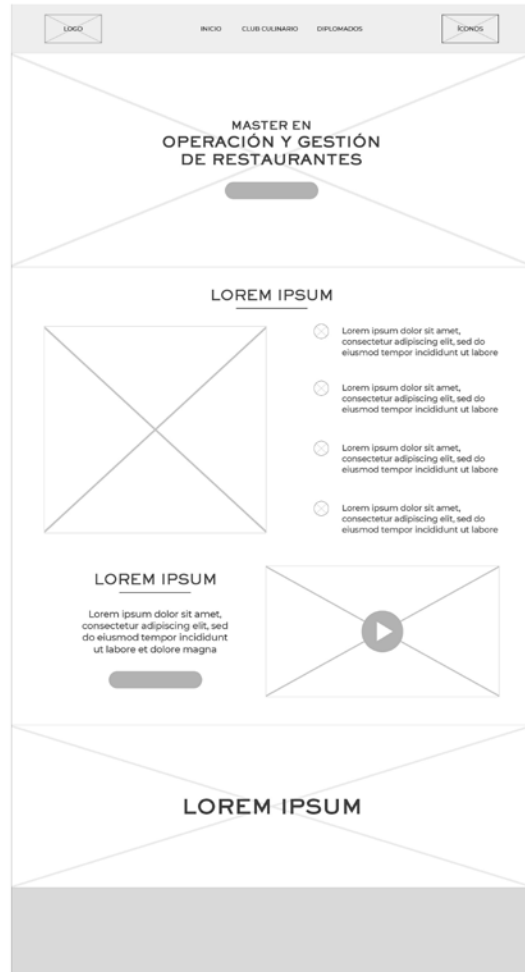 LOGO
INICIO CLUB CULINARIO DIPLOMADOS
ÍCONOS
MASTER EN
OPERACIÓN Y GESTIÓN
DE RESTAURANTES
LOREM IPSUM
Lorem ipsum dolor sit amet,
consectetur adipiscing elit, sed do
eiusmod tempor incididunt ut labore
Lorem ipsum dolor sit amet,
consectetur adipiscing elit, sed do
eiusmod tempor incididunt ut labore
Lorem ipsum dolor sit amet,
consectetur adipiscing elit, sed do
eiusmod tempor incididunt ut labore
Lorem ipsum dolor sit amet,
consectetur adipiscing elit, sed do
eiusmod tempor incididunt ut labore
LOREM IPSUM
Lorem ipsum dolor sit amet,
consectetur adipiscing elit, sed
do eiusmod tempor incididunt
ut labore et dolore magna
LOREM IPSUM